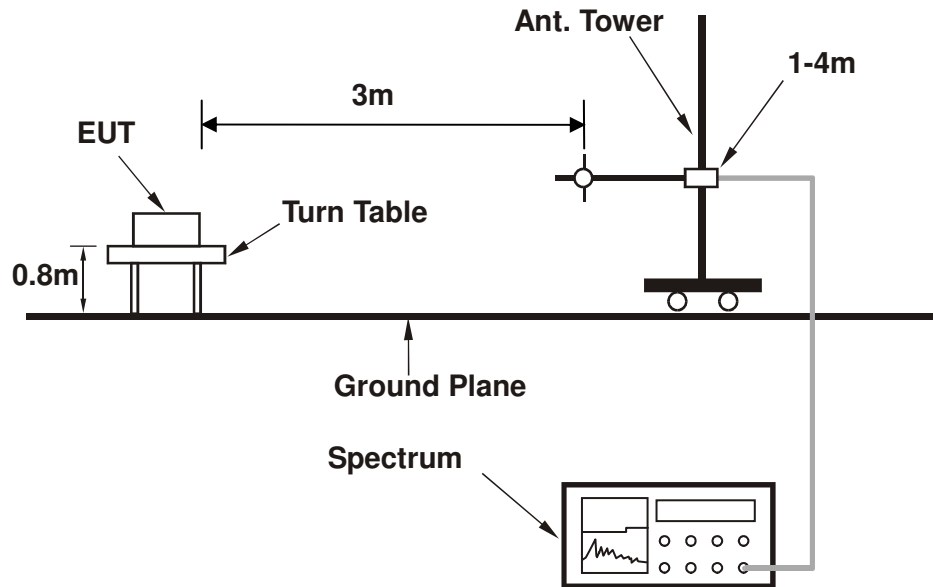 Ant. Tower
1-4m
3m
EUT
Turn Table
0.8m
Ground Plane
Spectrum